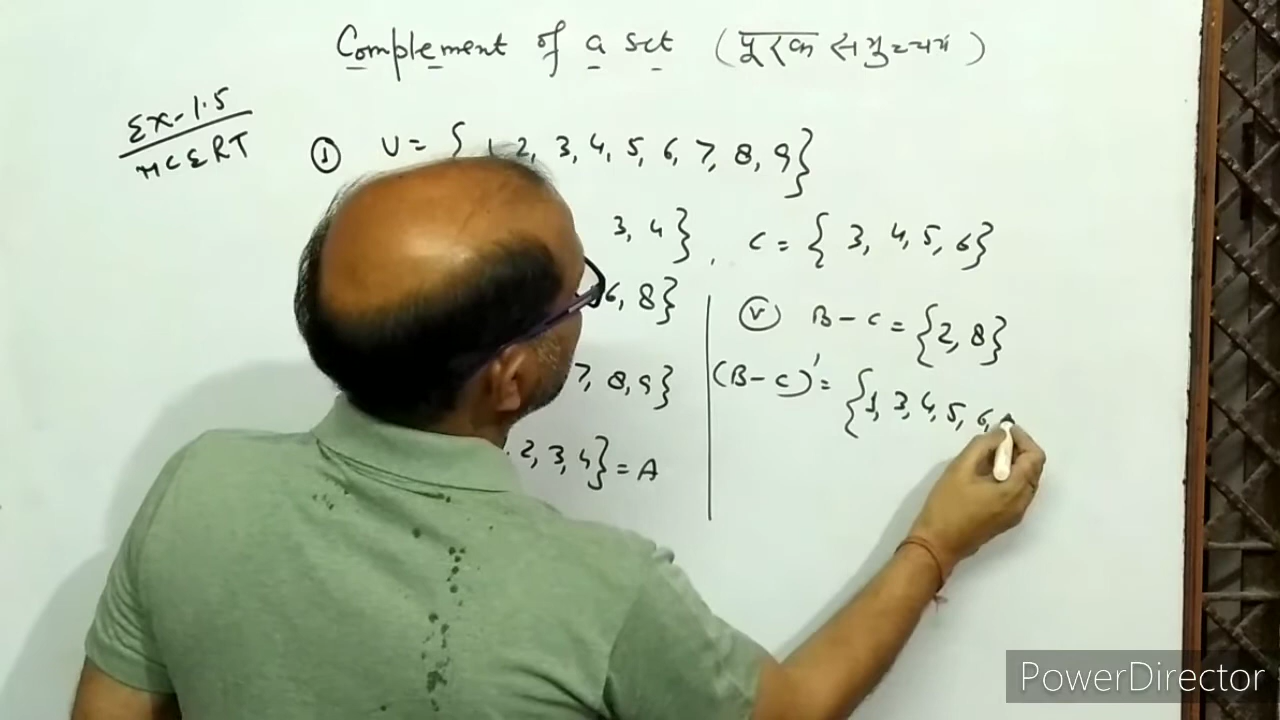 Complement of a set (पूरक समुच्चय)
Ex-1.5
NCERT
① U = { 1, 2, 3, 4, 5, 6, 7, 8, 9}
3, 4} , C = { 3, 4, 5, 6}
6, 8}
(v) B - C = {2, 8}
7, 8, 9}
(B - C)' = {1, 3, 4, 5, 6,
2, 3, 4} = A
PowerDirector